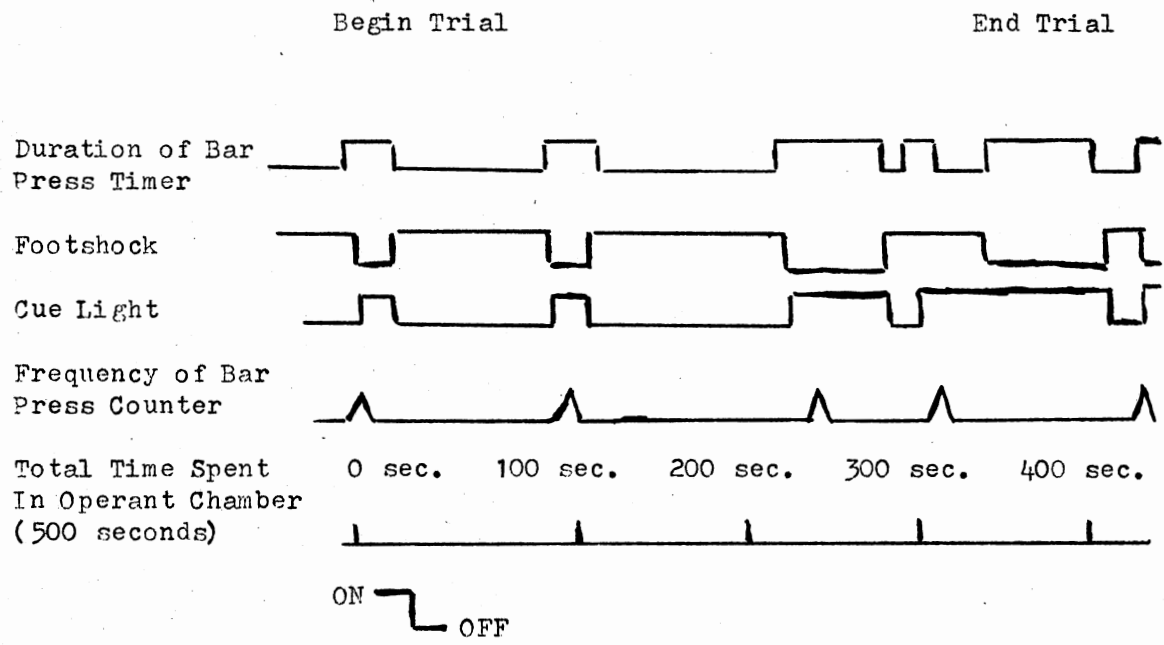 Begin Trial End Trial
Duration of Bar
Press Timer
Footshock
Cue Light
Frequency of Bar
Press Counter
Total Time Spent 0 sec. 100 sec. 200 sec. 300 sec. 400 sec.
In Operant Chamber
(500 seconds)
ON
OFF